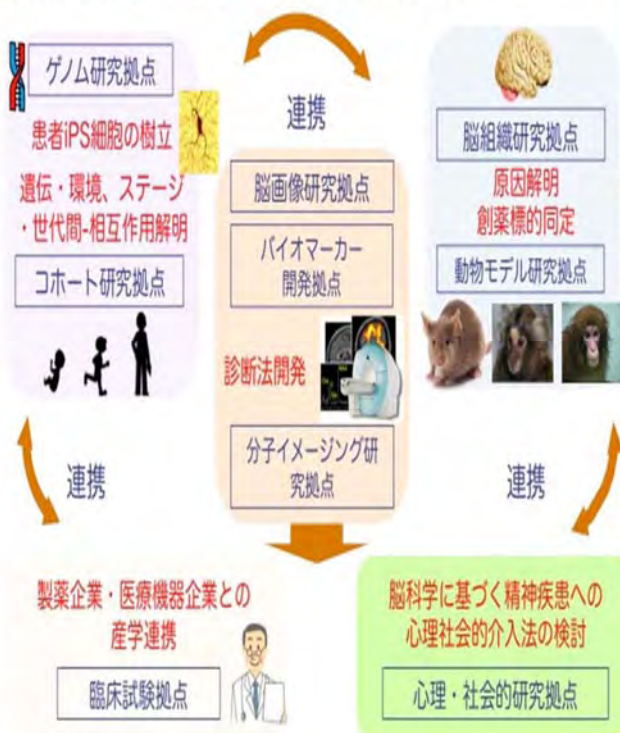 ゲノム研究拠点
患者iPS細胞の樹立
遺伝・環境、ステージ
・世代間-相互作用解明
コホート研究拠点
連携
脳画像研究拠点
バイオマーカー
開発拠点
診断法開発
分子イメージング研
究拠点
脳組織研究拠点
原因解明
創薬標的同定
動物モデル研究拠点
連携
連携
製薬企業・医療機器企業との
産学連携
臨床試験拠点
脳科学に基づく精神疾患への
心理社会的介入法の検討
心理・社会的研究拠点